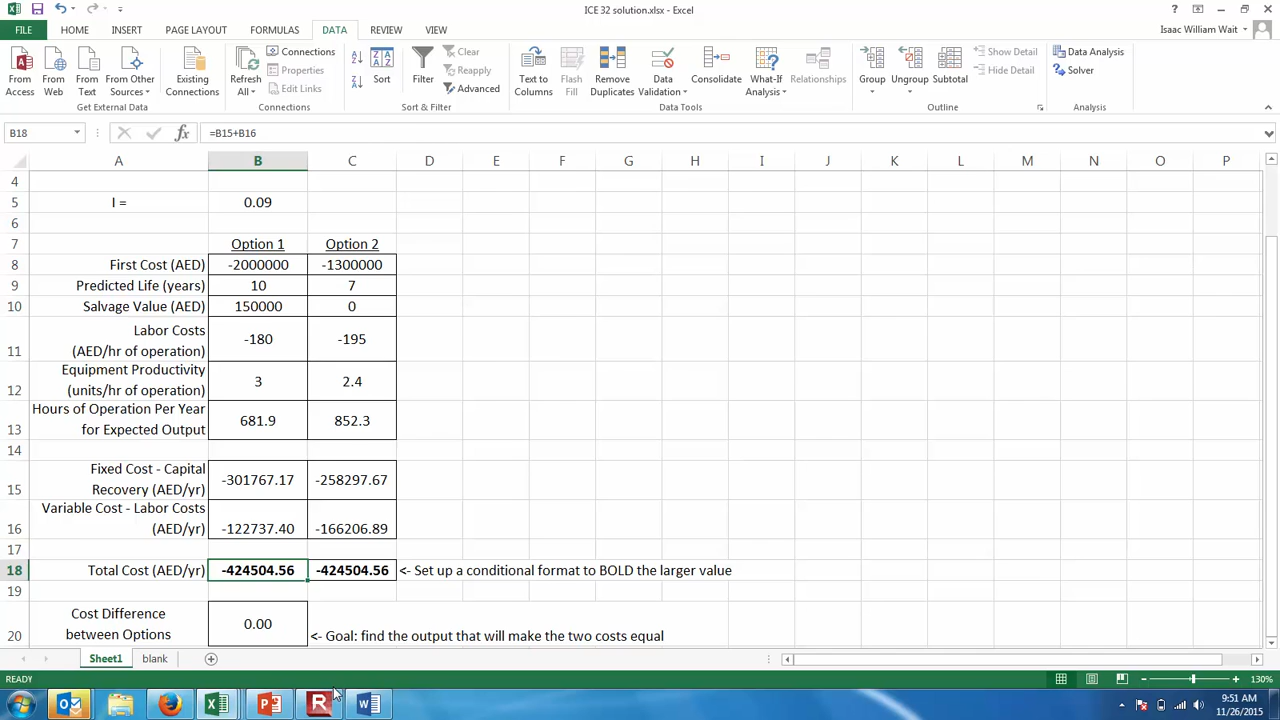 ICE 32 solution.xlsx - Excel
FILE HOME INSERT PAGE LAYOUT FORMULAS DATA REVIEW VIEW Isaac William Wait
From Access
From Web
From Text
From Other Sources
Existing Connections
Get External Data
Refresh All
Connections
Properties
Edit Links
Connections
Sort
Filter
Clear
Reapply
Advanced
Sort & Filter
Text to Columns
Flash Fill
Remove Duplicates
Data Validation
Consolidate
What-If Analysis
Relationships
Data Tools
Group
Ungroup
Subtotal
Show Detail
Hide Detail
Outline
Data Analysis
Solver
Analysis
B18 fx =B15+B16
A B C D E F G H I J K L M N O P
4
5 I = 0.09
6
7 Option 1 Option 2
8 First Cost (AED) -2000000 -1300000
9 Predicted Life (years) 10 7
10 Salvage Value (AED) 150000 0
Labor Costs
11 (AED/hr of operation) -180 -195
Equipment Productivity
12 (units/hr of operation) 3 2.4
Hours of Operation Per Year
13 for Expected Output 681.9 852.3
14
Fixed Cost - Capital
15 Recovery (AED/yr) -301767.17 -258297.67
Variable Cost - Labor Costs
16 (AED/yr) -122737.40 -166206.89
17
18 Total Cost (AED/yr) -424504.56 -424504.56 <- Set up a conditional format to BOLD the larger value
19
Cost Difference
20 between Options 0.00 <- Goal: find the output that will make the two costs equal
Sheet1 blank
READY 130%
9:51 AM
11/26/2015